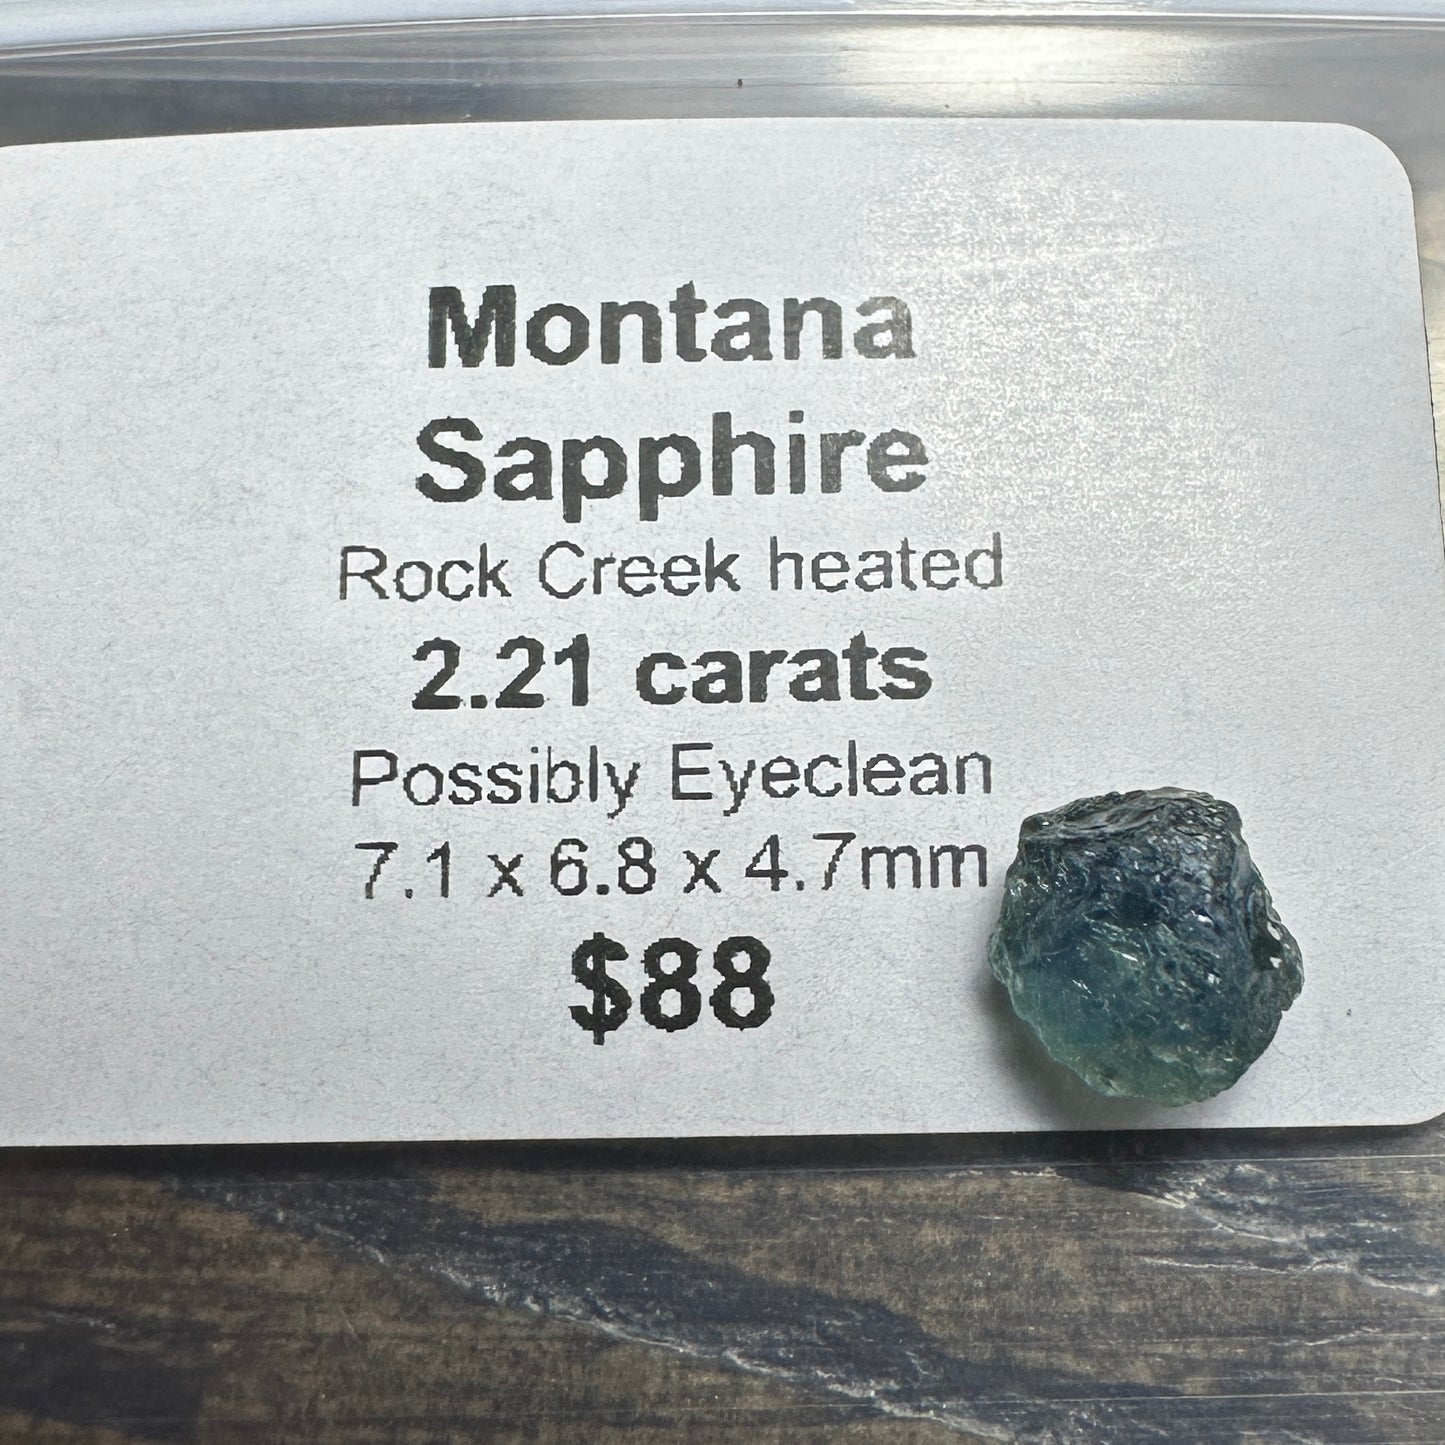 Montana
Sapphire
Rock Creek heated
2.21 carats
Possibly Eyeclean
7.1 x 6.8 x 4.7mm
$88